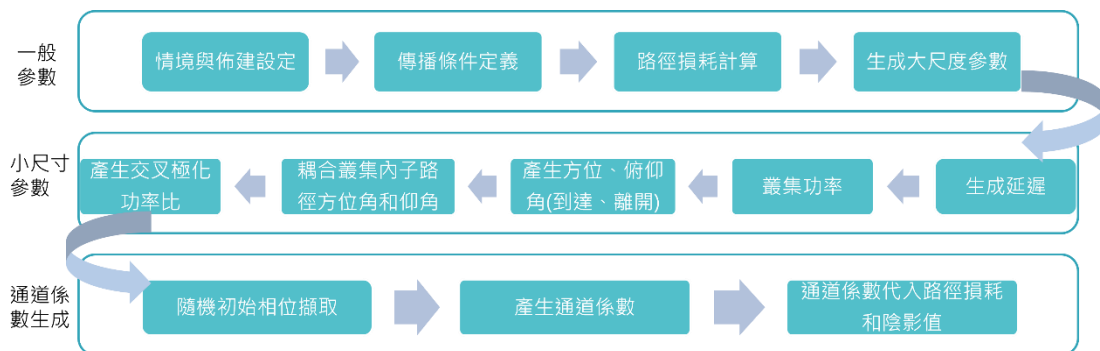 一般
參數
情境與佈建設定
傳播條件定義
路徑損耗計算
生成大尺度參數
小尺寸
參數
產生交叉極化
功率比
耦合叢集內子路
徑方位角和仰角
產生方位、俯仰
角(到達、離開)
叢集功率
生成延遲
通道係
數生成
隨機初始相位擷取
產生通道係數
通道係數代入路徑損耗
和陰影值